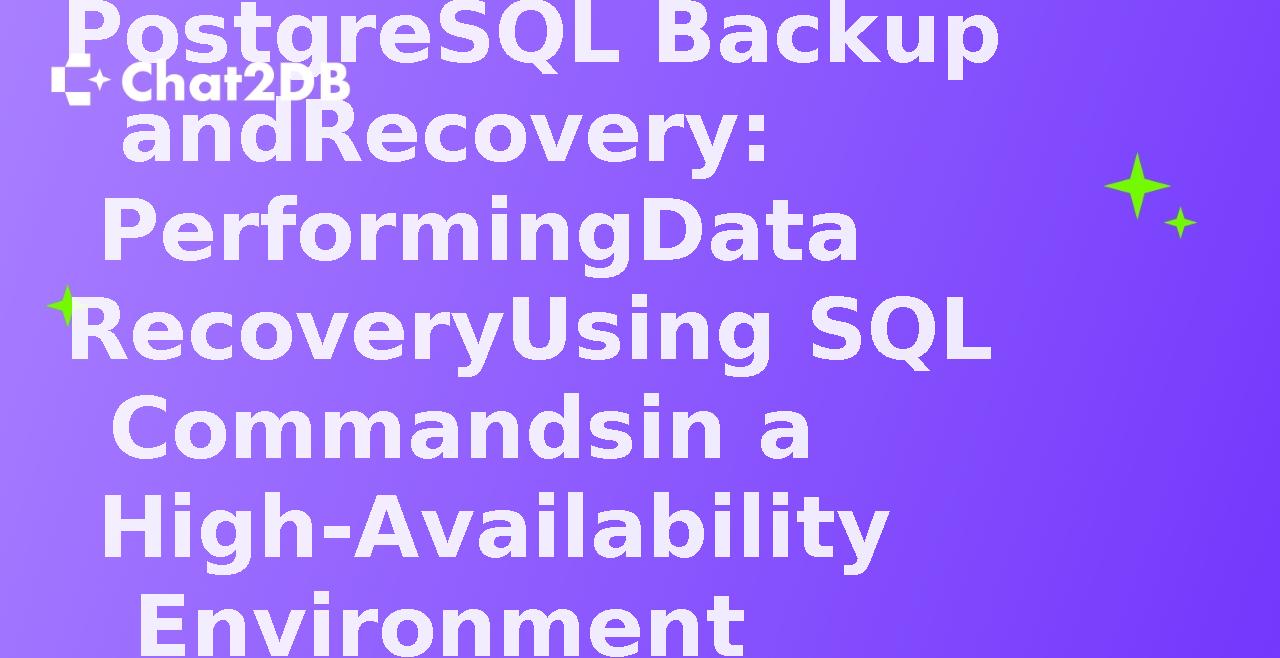 PostgreSQL Backup
Chat2DB
andRecovery:
PerformingData
RecoveryUsing SQL
Commandsin a
High-Availability
Environment